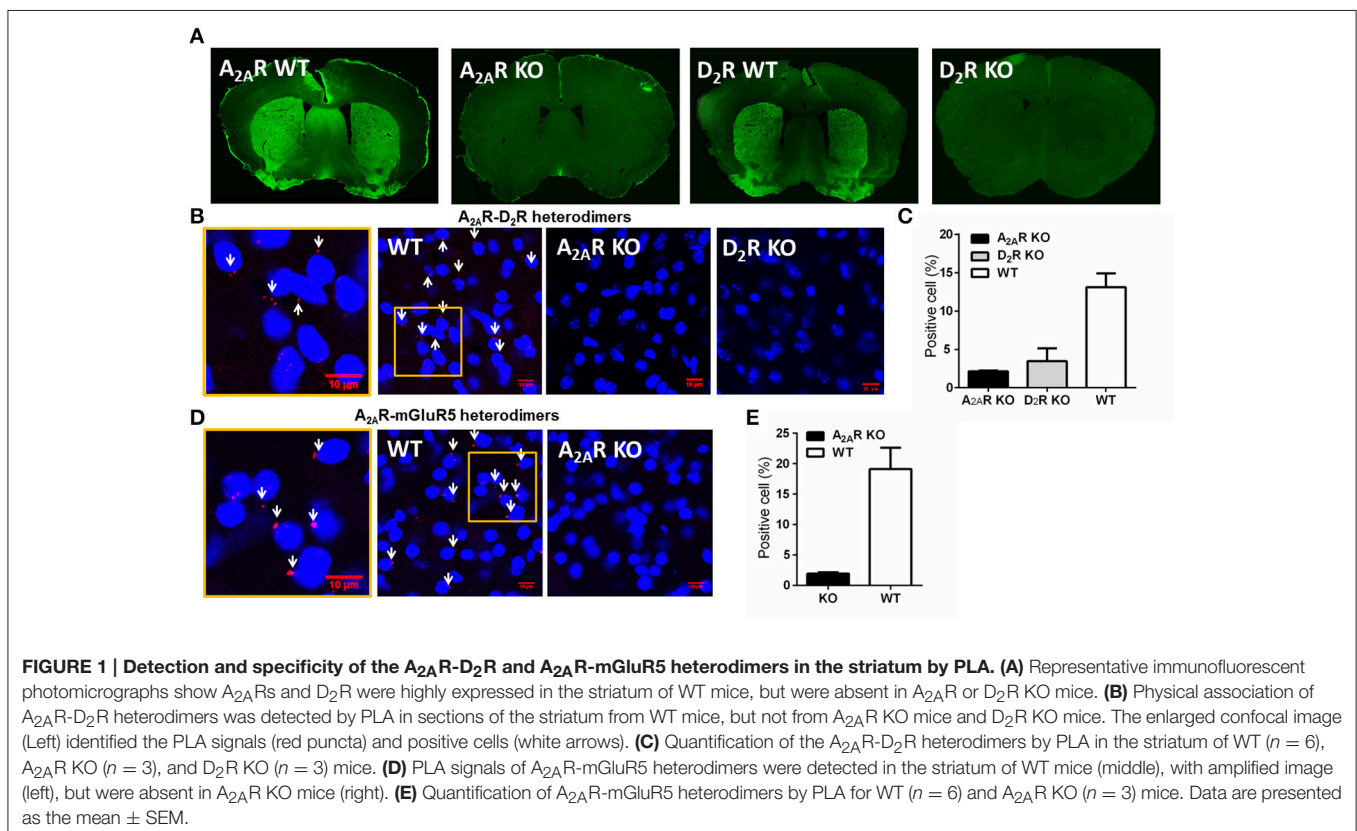 A
A2AR WT
A2AR KO
D2R WT
D2R KO
B
A2AR-D2R heterodimers
WT
A2AR KO
D2R KO
10 µm
10 µm
10 µm
C
Positive cell (%)
20
15
10
5
0
A2AR KO
D2R KO
WT
A2AR KO
D2R KO
WT
D
A2AR-mGluR5 heterodimers
WT
A2AR KO
10 µm
10 µm
10 µm
E
Positive cell (%)
25
20
15
10
5
0
A2AR KO
WT
KO
WT
FIGURE 1 | Detection and specificity of the A2AR-D2R and A2AR-mGluR5 heterodimers in the striatum by PLA. (A) Representative immunofluorescent
photomicrographs show A2ARs and D2R were highly expressed in the striatum of WT mice, but were absent in A2AR or D2R KO mice. (B) Physical association of
A2AR-D2R heterodimers was detected by PLA in sections of the striatum from WT mice, but not from A2AR KO mice and D2R KO mice. The enlarged confocal image
(Left) identified the PLA signals (red puncta) and positive cells (white arrows). (C) Quantification of the A2AR-D2R heterodimers by PLA in the striatum of WT (n = 6),
A2AR KO (n = 3), and D2R KO (n = 3) mice. (D) PLA signals of A2AR-mGluR5 heterodimers were detected in the striatum of WT mice (middle), with amplified image
(left), but were absent in A2AR KO mice (right). (E) Quantification of A2AR-mGluR5 heterodimers by PLA for WT (n = 6) and A2AR KO (n = 3) mice. Data are presented
as the mean ± SEM.